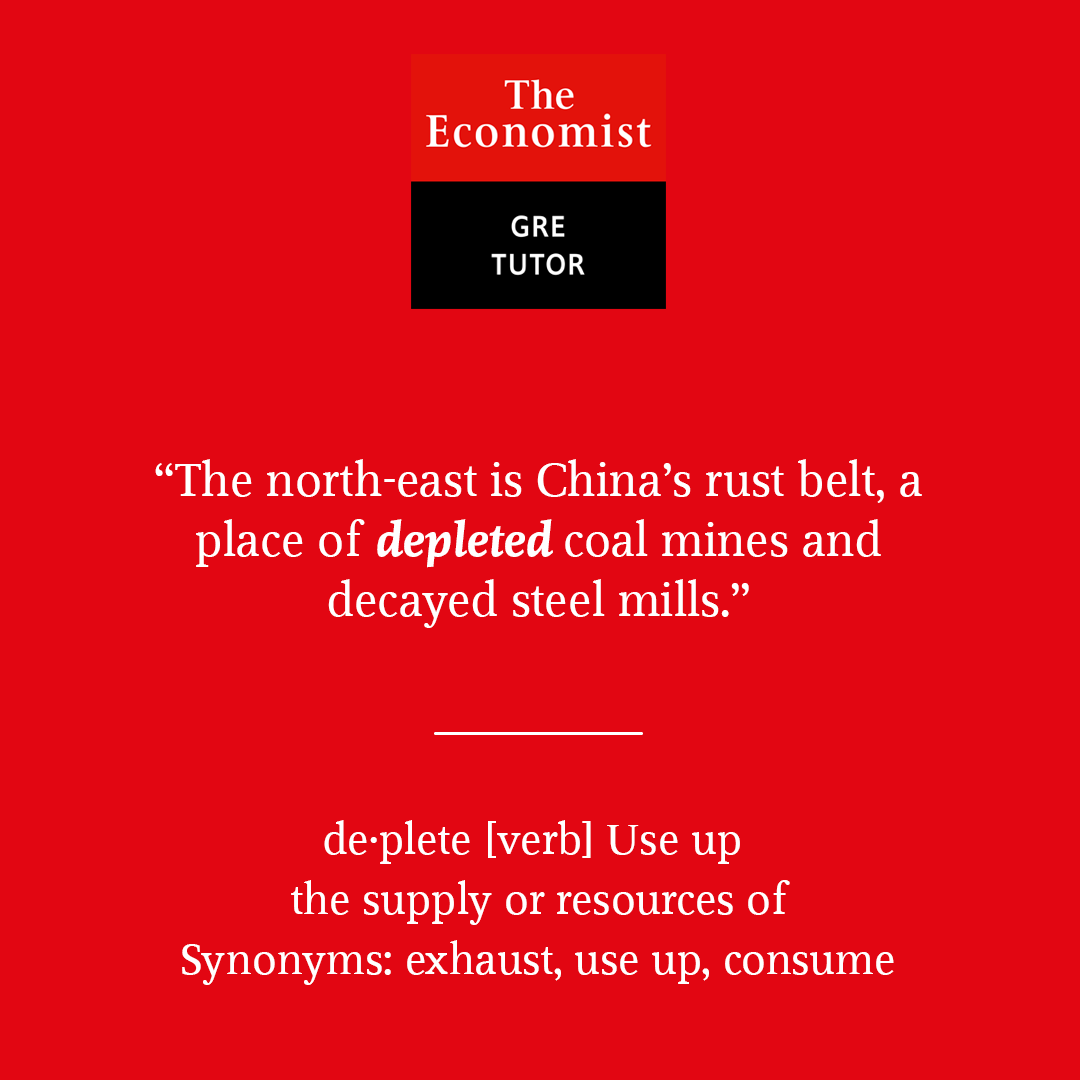 The
Economist
GRE
TUTOR
“The north-east is China’s rust belt, a
place of depleted coal mines and
decayed steel mills.”
de·plete [verb] Use up
the supply or resources of
Synonyms: exhaust, use up, consume